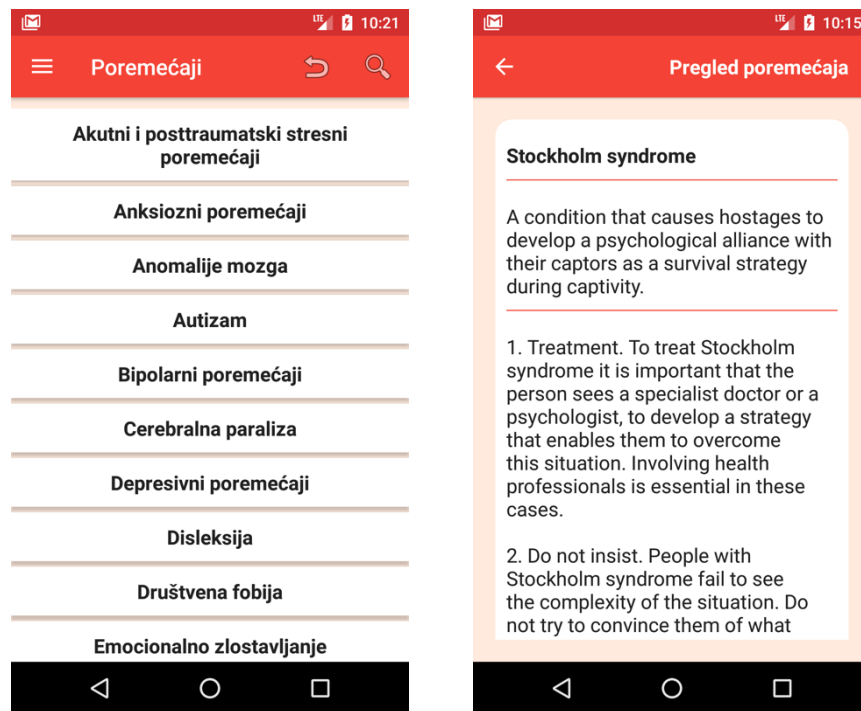 LTE 10:21
Poremećaji
Akutni i posttraumatski stresni
poremećaji
Anksiozni poremećaji
Anomalije mozga
Autizam
Bipolarni poremećaji
Cerebralna paraliza
Depresivni poremećaji
Disleksija
Društvena fobija
Emocionalno zlostavljanje
LTE 10:15
Pregled poremećaja
Stockholm syndrome
A condition that causes hostages to
develop a psychological alliance with
their captors as a survival strategy
during captivity.
1. Treatment. To treat Stockholm
syndrome it is important that the
person sees a specialist doctor or a
psychologist, to develop a strategy
that enables them to overcome
this situation. Involving health
professionals is essential in these
cases.
2. Do not insist. People with
Stockholm syndrome fail to see
the complexity of the situation. Do
not try to convince them of what